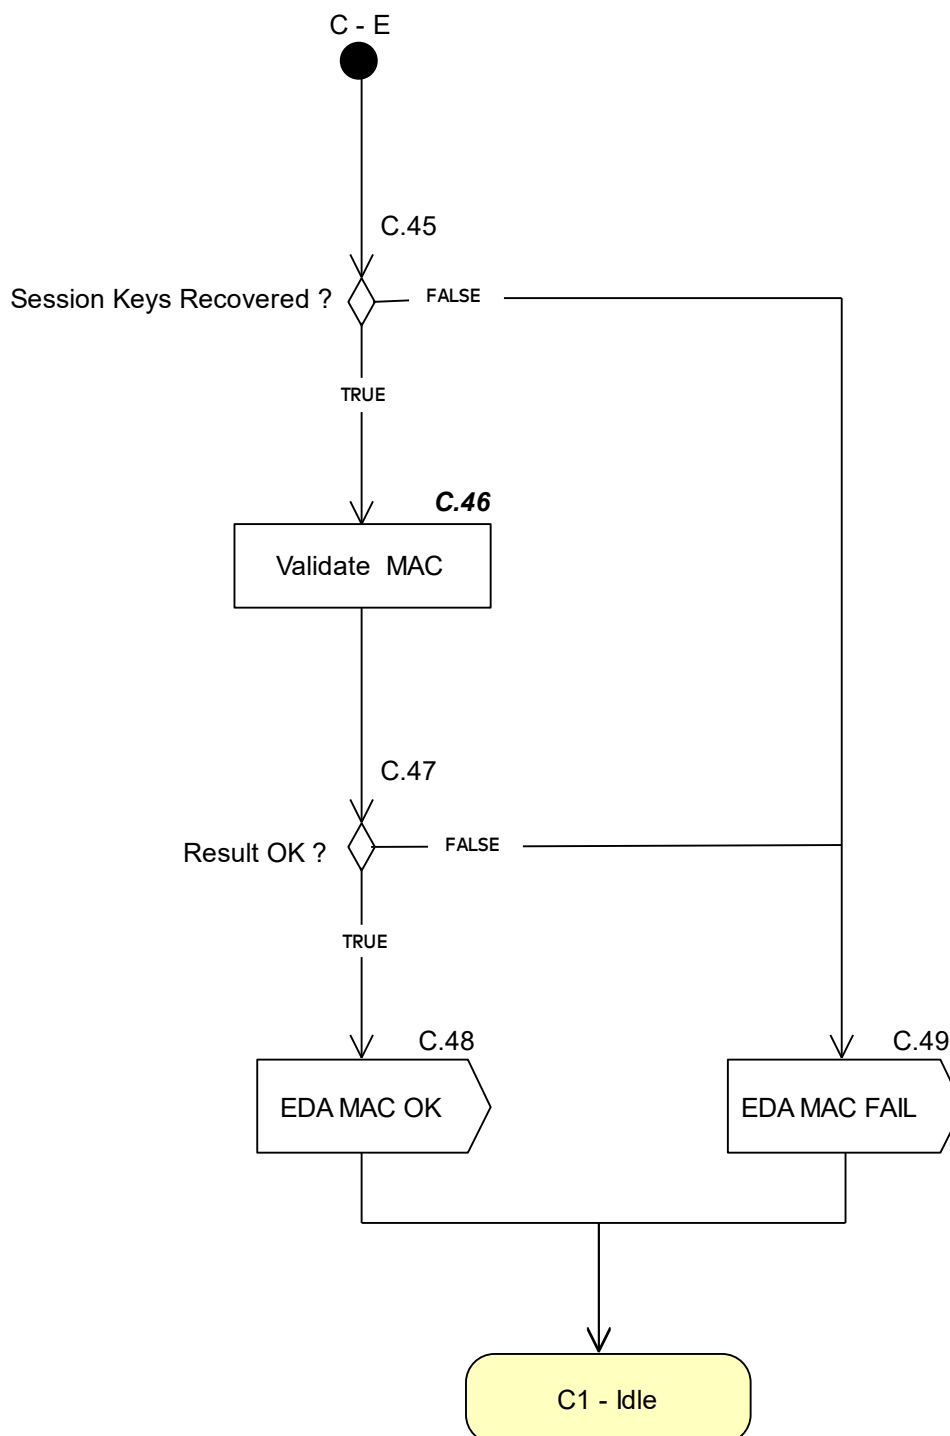 C - E
C.45
Session Keys Recovered ?
FALSE
TRUE
C.46
Validate MAC
C.47
Result OK ?
FALSE
TRUE
C.48
C.49
EDA MAC OK
EDA MAC FAIL
C1 - Idle